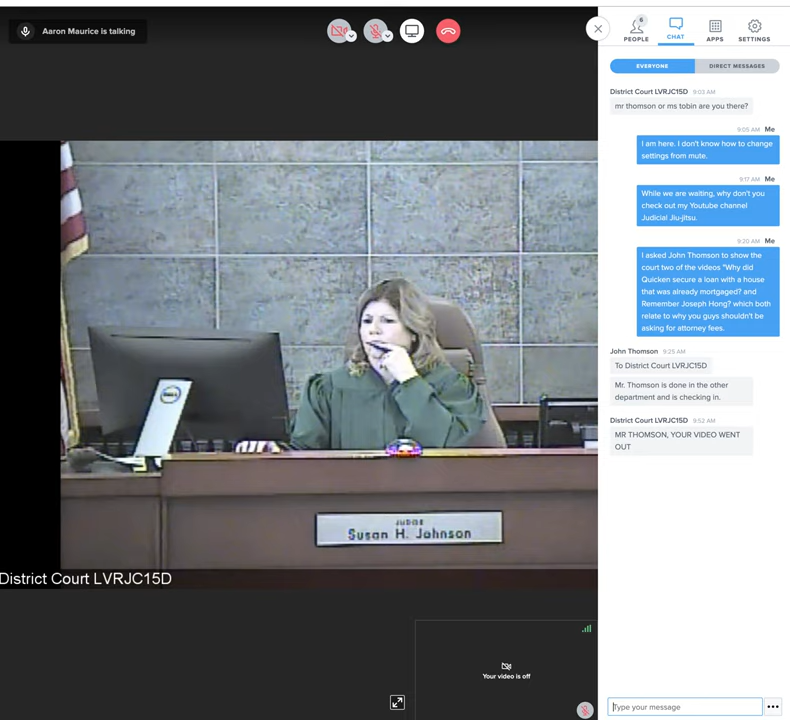 Aaron Maurice is talking
6
PEOPLE
CHAT
APPS
SETTINGS
EVERYONE
DIRECT MESSAGES
District Court LVRJC15D 9:03 AM
mr thomson or ms tobin are you there?
9:05 AM Me
I am here. I don't know how to change
settings from mute.
9:17 AM Me
While we are waiting, why don't you
check out my Youtube channel
Judicial Jiu-jitsu.
9:20 AM Me
I asked John Thomson to show the
court two of the videos "Why did
Quicken secure a loan with a house
that was already mortgaged? and
Remember Joseph Hong? which both
relate to why you guys shouldn't be
asking for attorney fees.
John Thomson 9:25 AM
To District Court LVRJC15D
Mr. Thomson is done in the other
department and is checking in.
District Court LVRJC15D 9:52 AM
MR THOMSON, YOUR VIDEO WENT
OUT
DELL
JUDGE
Susan H. Johnson
District Court LVRJC15D
Your video is off
Type your message